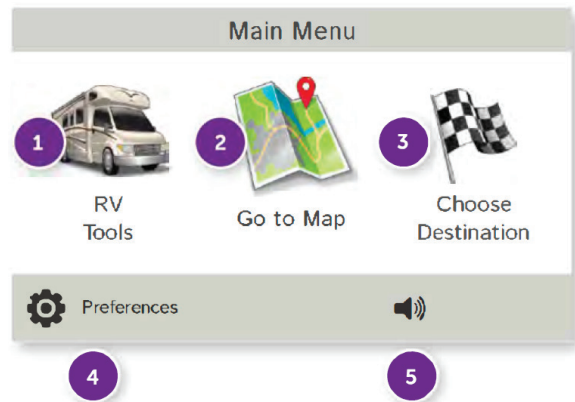 Main Menu
1
2
3
RV
Tools
Go to Map
Choose
Destination
Preferences
4
5